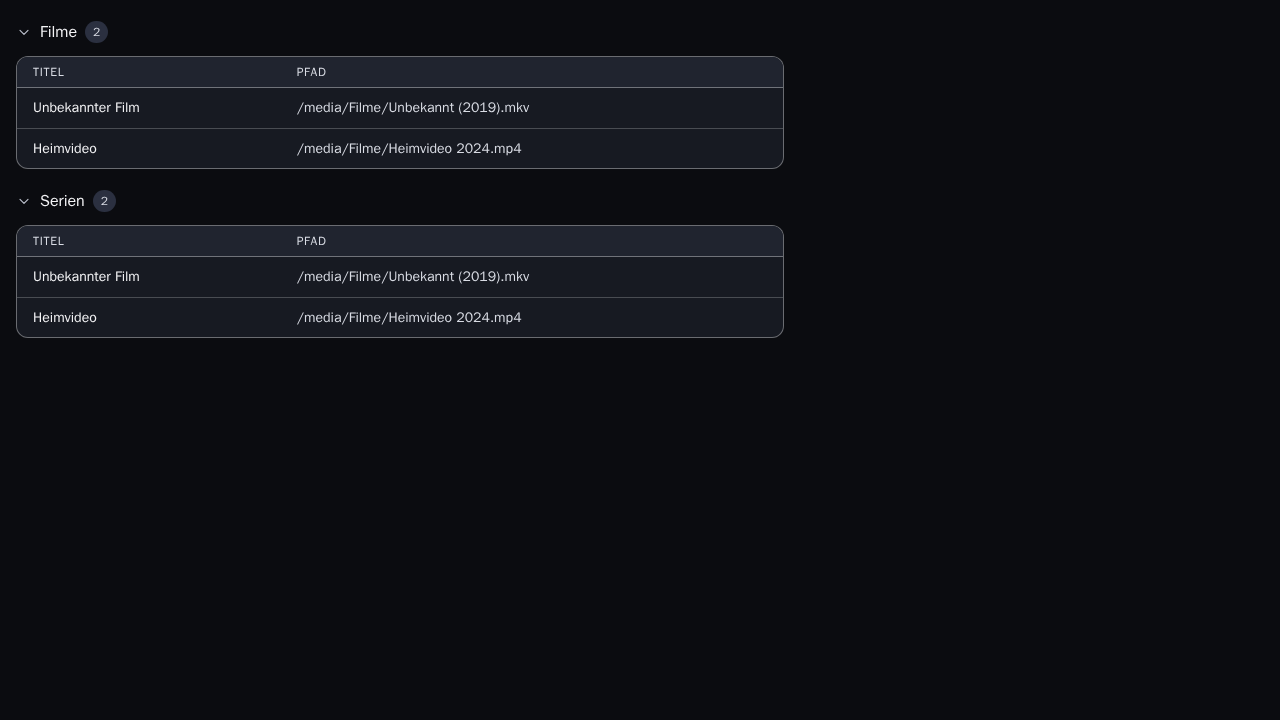 Filme 2
TITEL PFAD
Unbekannter Film /media/Filme/Unbekannt (2019).mkv
Heimvideo /media/Filme/Heimvideo 2024.mp4
Serien 2
TITEL PFAD
Unbekannter Film /media/Filme/Unbekannt (2019).mkv
Heimvideo /media/Filme/Heimvideo 2024.mp4